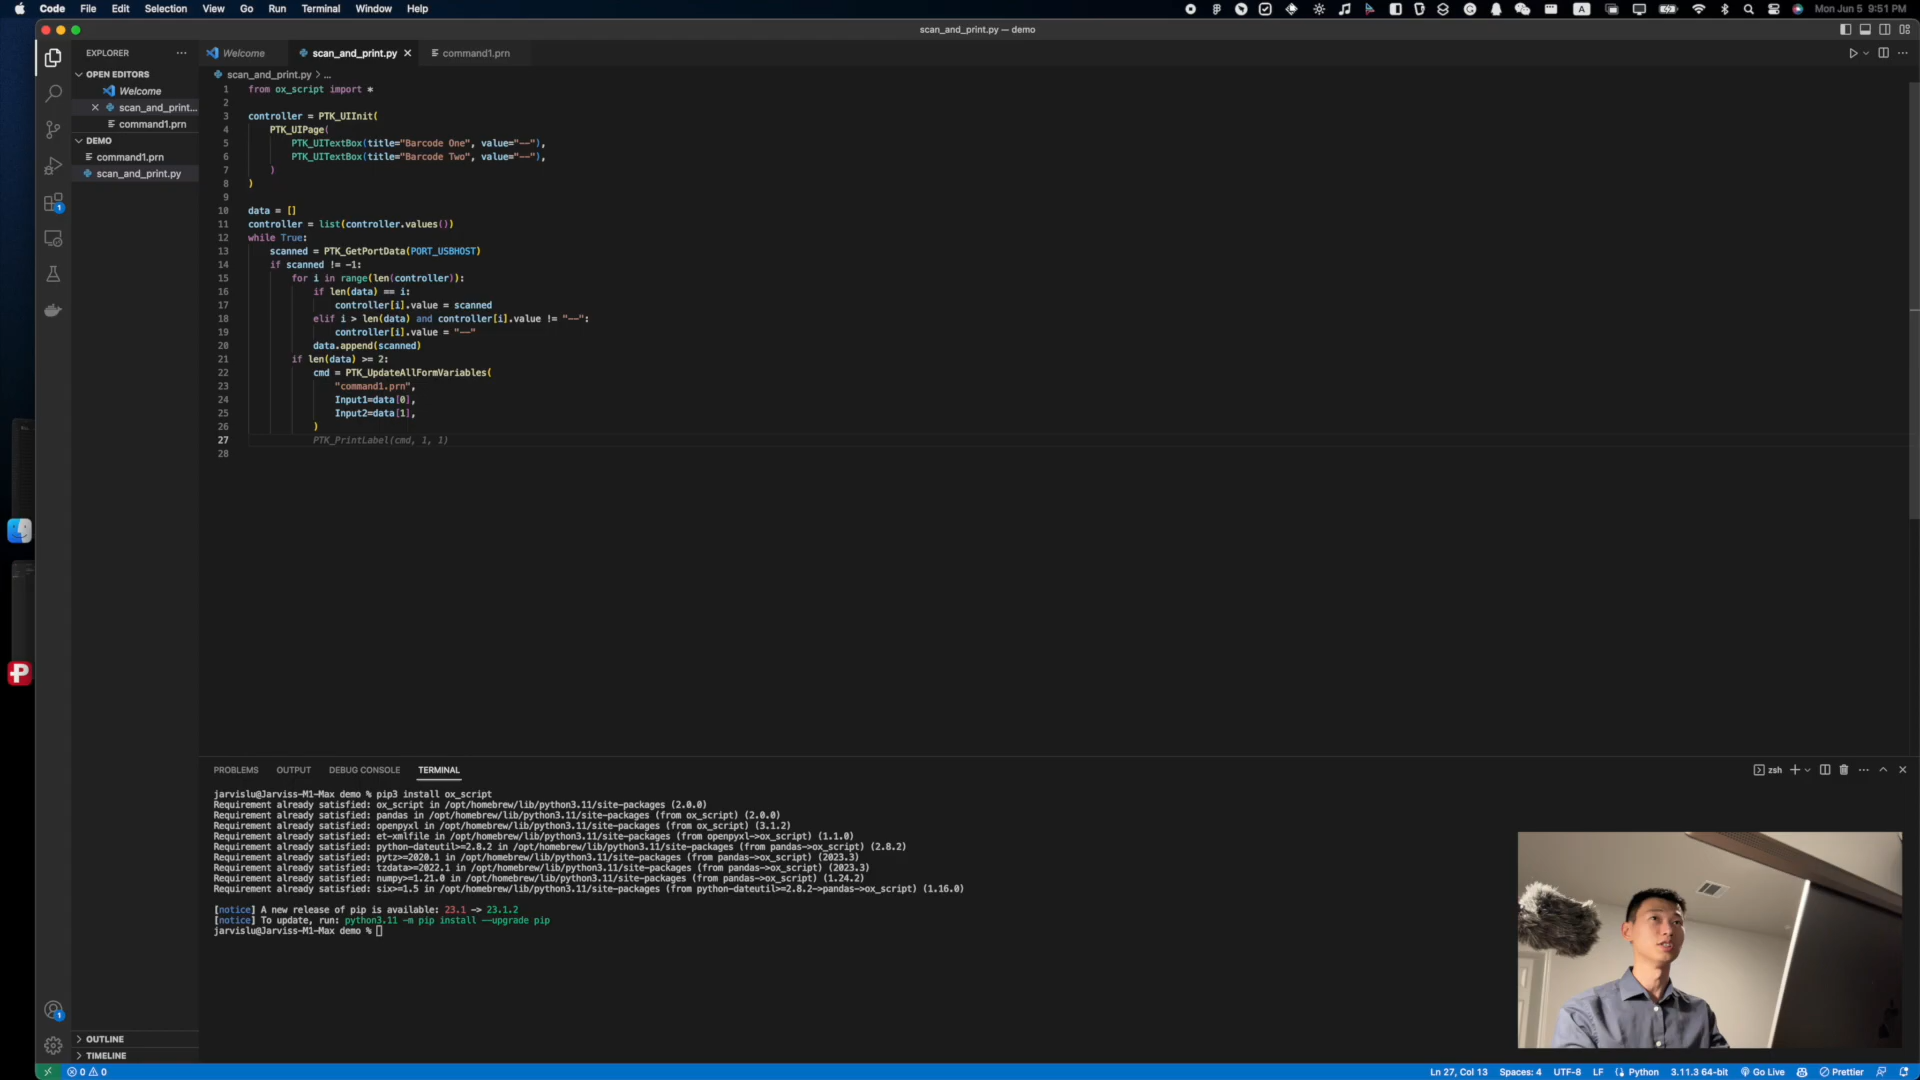 Code File Edit Selection View Go Run Terminal Window Help
Mon Jun 5 9:51 PM
scan_and_print.py — demo
EXPLORER
Welcome
scan_and_print.py
command1.prn
OPEN EDITORS
Welcome
scan_and_print...
command1.prn
DEMO
command1.prn
scan_and_print.py
scan_and_print.py > ...
1 from ox_script import *
2
3 controller = PTK_UIInit(
4 PTK_UIPage(
5 PTK_UITextBox(title="Barcode One", value="--"),
6 PTK_UITextBox(title="Barcode Two", value="--"),
7 )
8 )
9
10 data = []
11 controller = list(controller.values())
12 while True:
13 scanned = PTK_GetPortData(PORT_USBHOST)
14 if scanned != -1:
15 for i in range(len(controller)):
16 if len(data) == i:
17 controller[i].value = scanned
18 elif i > len(data) and controller[i].value != "--":
19 controller[i].value = "--"
20 data.append(scanned)
21 if len(data) >= 2:
22 cmd = PTK_UpdateAllFormVariables(
23 "command1.prn",
24 Input1=data[0],
25 Input2=data[1],
26 )
27 PTK_PrintLabel(cmd, 1, 1)
28
PROBLEMS OUTPUT DEBUG CONSOLE TERMINAL
zsh
jarvislu@Jarviss-M1-Max demo % pip3 install ox_script
Requirement already satisfied: ox_script in /opt/homebrew/lib/python3.11/site-packages (2.0.0)
Requirement already satisfied: pandas in /opt/homebrew/lib/python3.11/site-packages (from ox_script) (2.0.0)
Requirement already satisfied: openpyxl in /opt/homebrew/lib/python3.11/site-packages (from ox_script) (3.1.2)
Requirement already satisfied: et-xmlfile in /opt/homebrew/lib/python3.11/site-packages (from openpyxl->ox_script) (1.1.0)
Requirement already satisfied: python-dateutil>=2.8.2 in /opt/homebrew/lib/python3.11/site-packages (from pandas->ox_script) (2.8.2)
Requirement already satisfied: pytz>=2020.1 in /opt/homebrew/lib/python3.11/site-packages (from pandas->ox_script) (2023.3)
Requirement already satisfied: tzdata>=2022.1 in /opt/homebrew/lib/python3.11/site-packages (from pandas->ox_script) (2023.3)
Requirement already satisfied: numpy>=1.21.0 in /opt/homebrew/lib/python3.11/site-packages (from pandas->ox_script) (1.24.2)
Requirement already satisfied: six>=1.5 in /opt/homebrew/lib/python3.11/site-packages (from python-dateutil>=2.8.2->pandas->ox_script) (1.16.0)
[notice] A new release of pip is available: 23.1 -> 23.1.2
[notice] To update, run: python3.11 -m pip install --upgrade pip
jarvislu@Jarviss-M1-Max demo %
OUTLINE
TIMELINE
0 0
Ln 27, Col 13 Spaces: 4 UTF-8 LF Python 3.11.3 64-bit Go Live Prettier